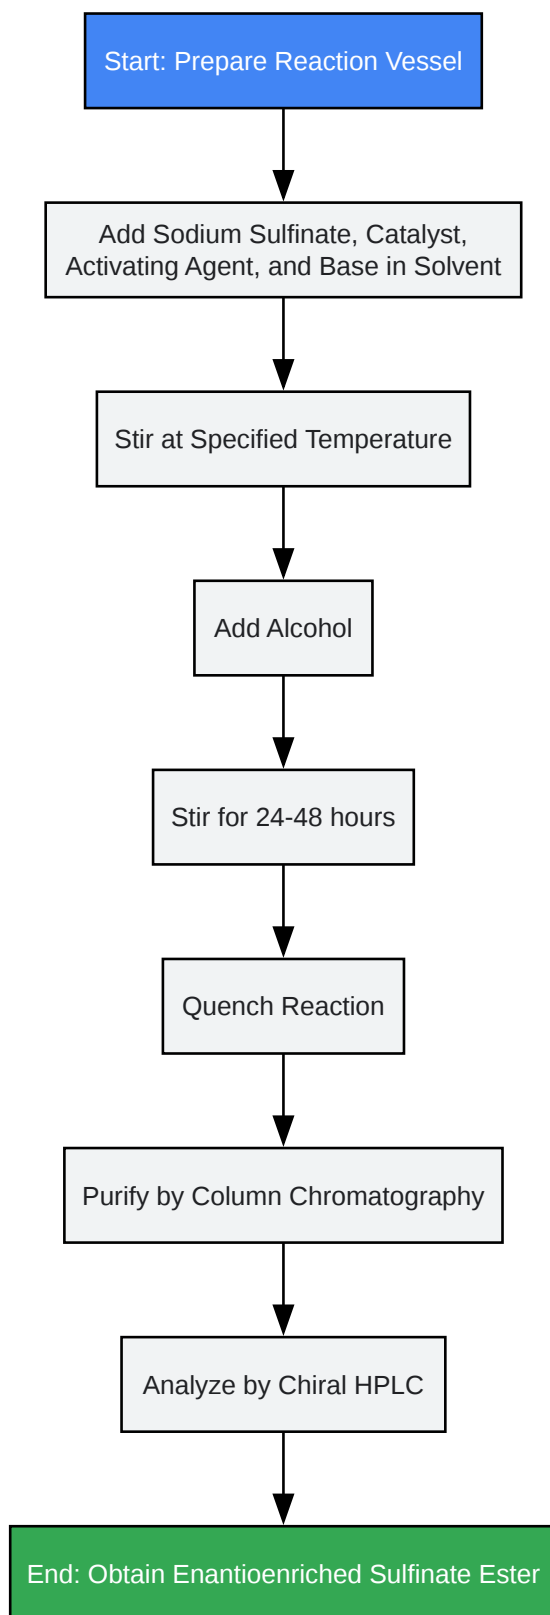 Start: Prepare Reaction Vessel
Add Sodium Sulfinate, Catalyst,
Activating Agent, and Base in Solvent
Stir at Specified Temperature
Add Alcohol
Stir for 24-48 hours
Quench Reaction
Purify by Column Chromatography
Analyze by Chiral HPLC
End: Obtain Enantioenriched Sulfinate Ester